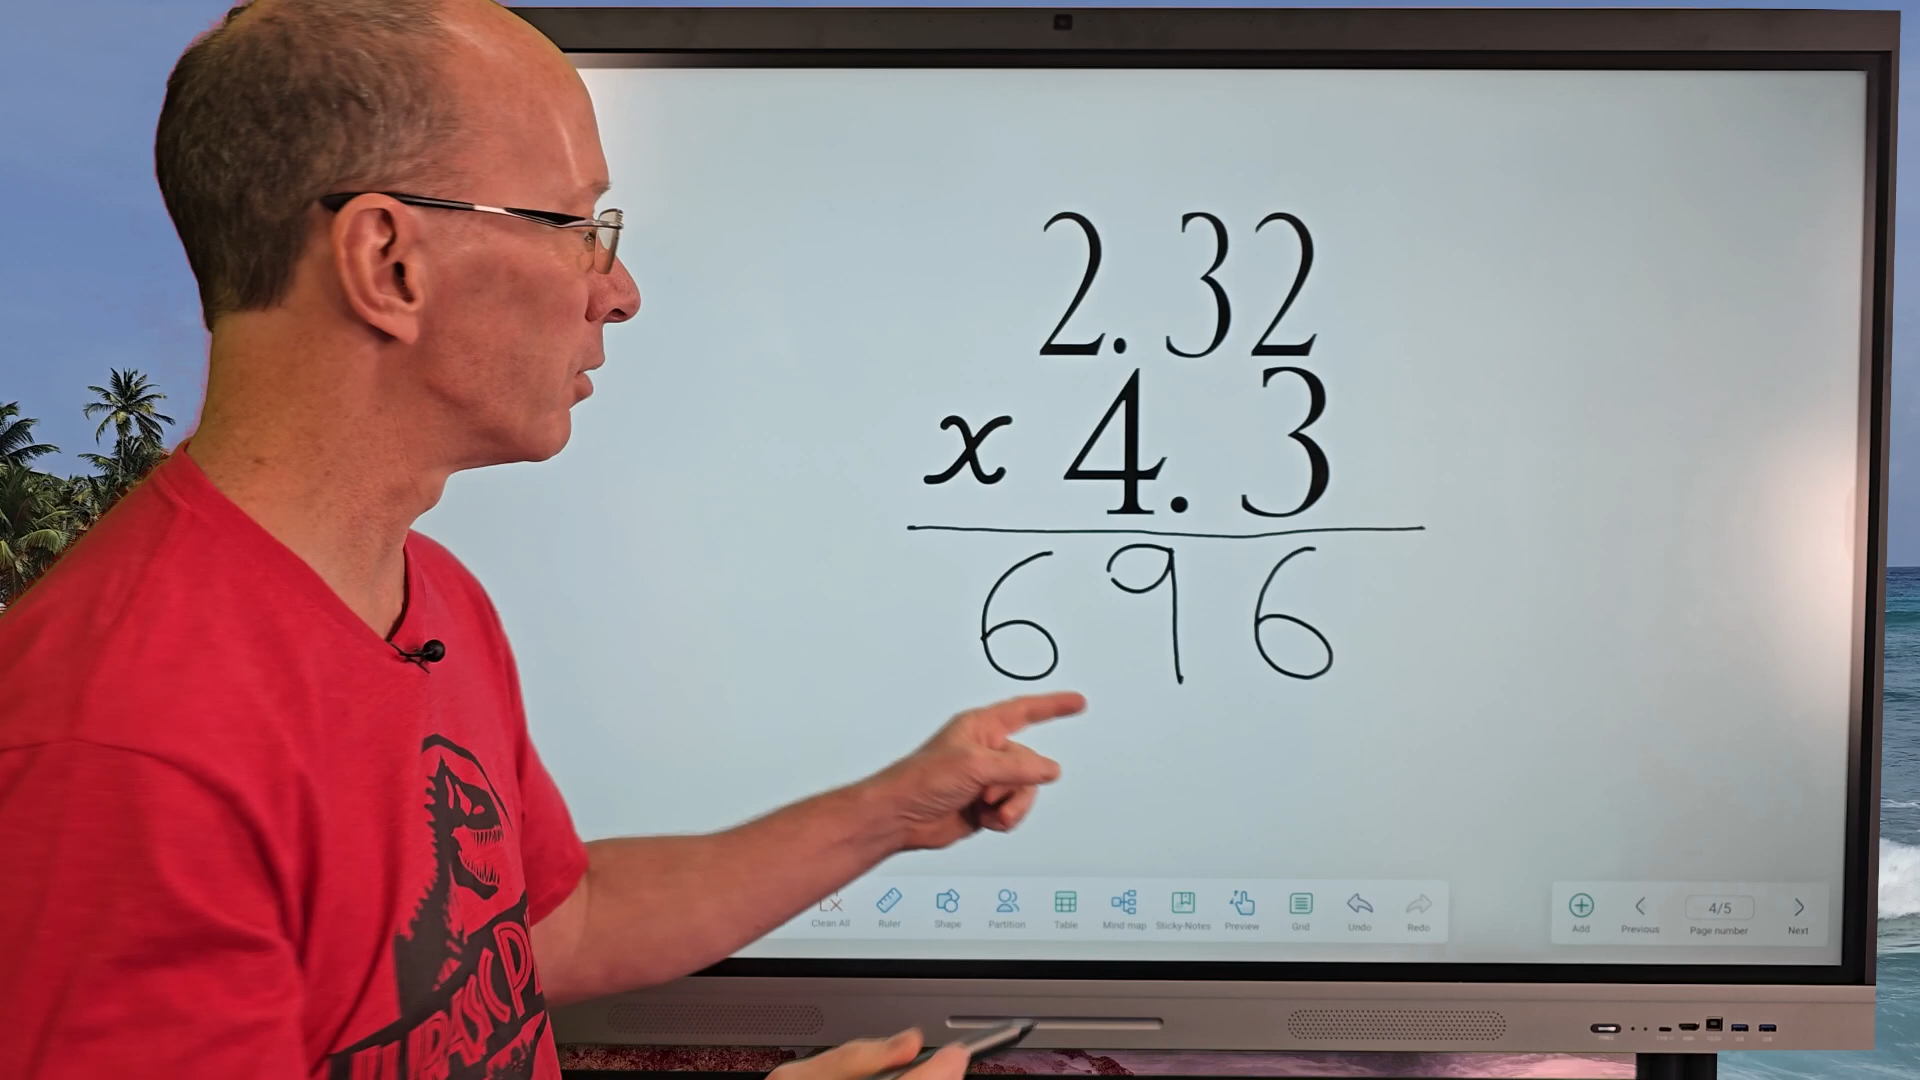 2.32
x 4.3
696
Clean All Ruler Shape Partition Table Mind map Sticky-Notes Preview Grid Undo Redo
Add Previous 4/5 Page number Next